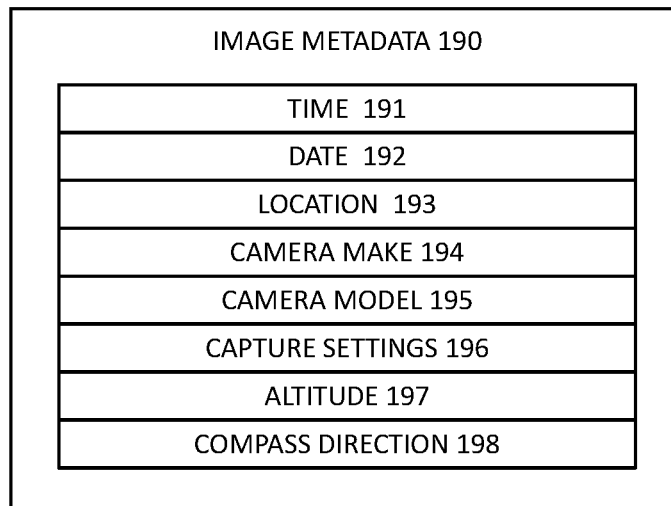 IMAGE METADATA 190
TIME 191
DATE 192
LOCATION 193
CAMERA MAKE 194
CAMERA MODEL 195
CAPTURE SETTINGS 196
ALTITUDE 197
COMPASS DIRECTION 198